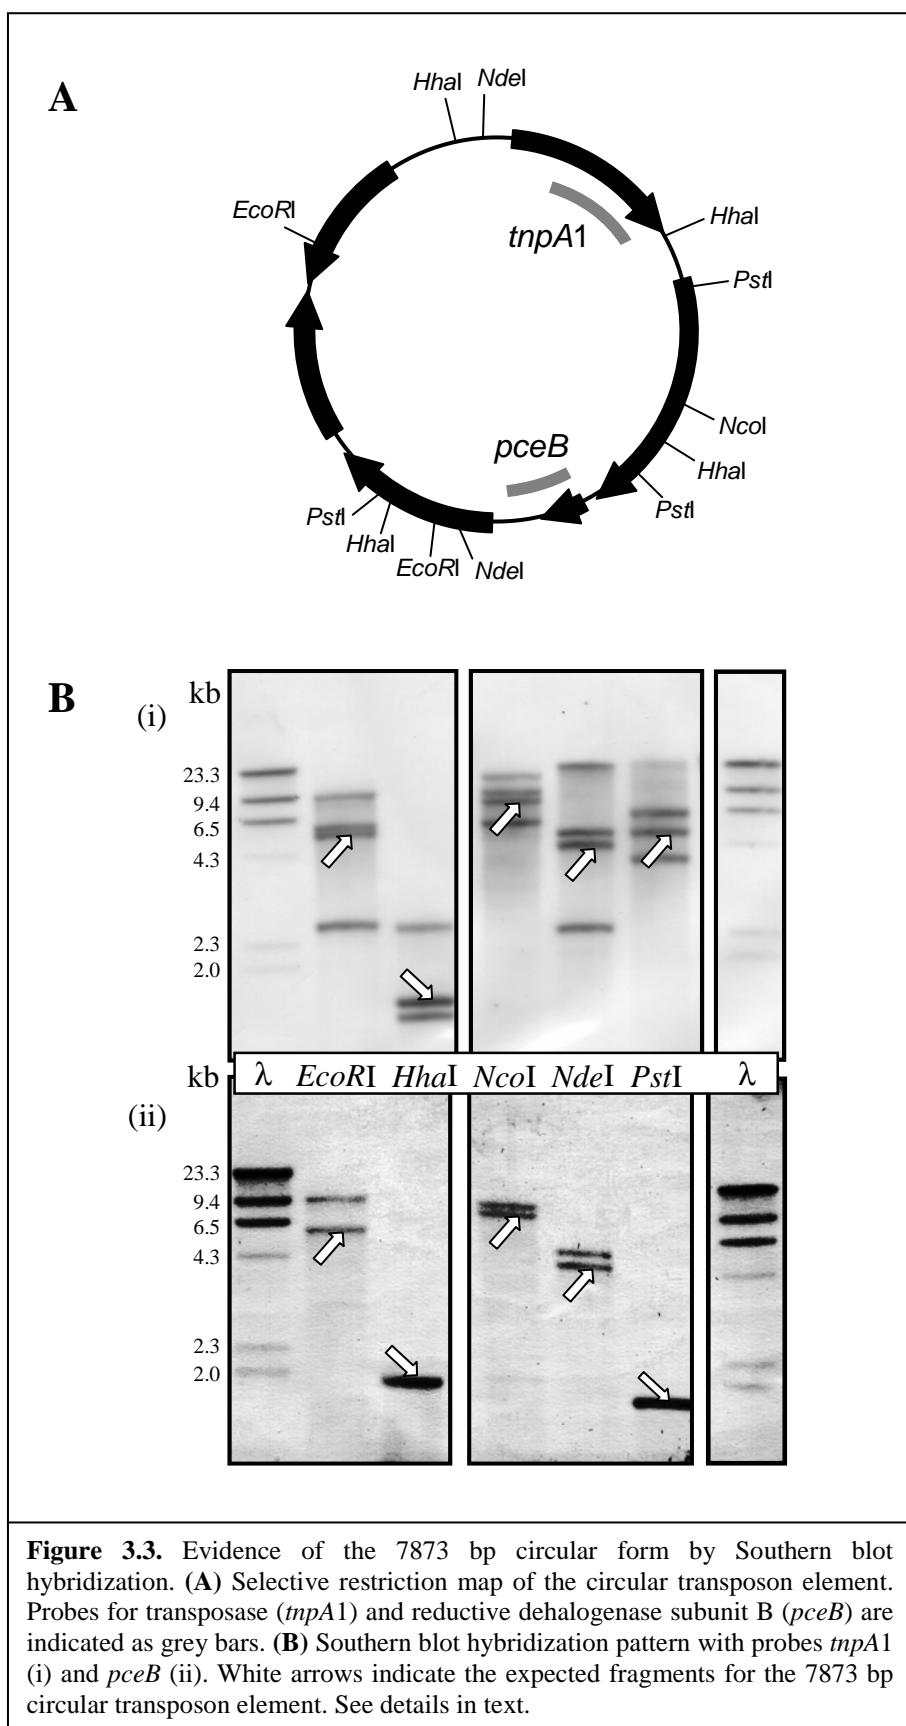 A
HhaI NdeI
EcoRI
tnpA1
HhaI
PstI
NcoI
HhaI
PstI
pceB
PstI
HhaI
EcoRI NdeI
B
(i)
kb
23.3
9.4
6.5
4.3
2.3
2.0
kb λ EcoRI HhaI NcoI NdeI PstI λ
(ii)
23.3
9.4
6.5
4.3
2.3
2.0
Figure 3.3. Evidence of the 7873 bp circular form by Southern blot
hybridization. (A) Selective restriction map of the circular transposon element.
Probes for transposase (tnpA1) and reductive dehalogenase subunit B (pceB) are
indicated as grey bars. (B) Southern blot hybridization pattern with probes tnpA1
(i) and pceB (ii). White arrows indicate the expected fragments for the 7873 bp
circular transposon element. See details in text.